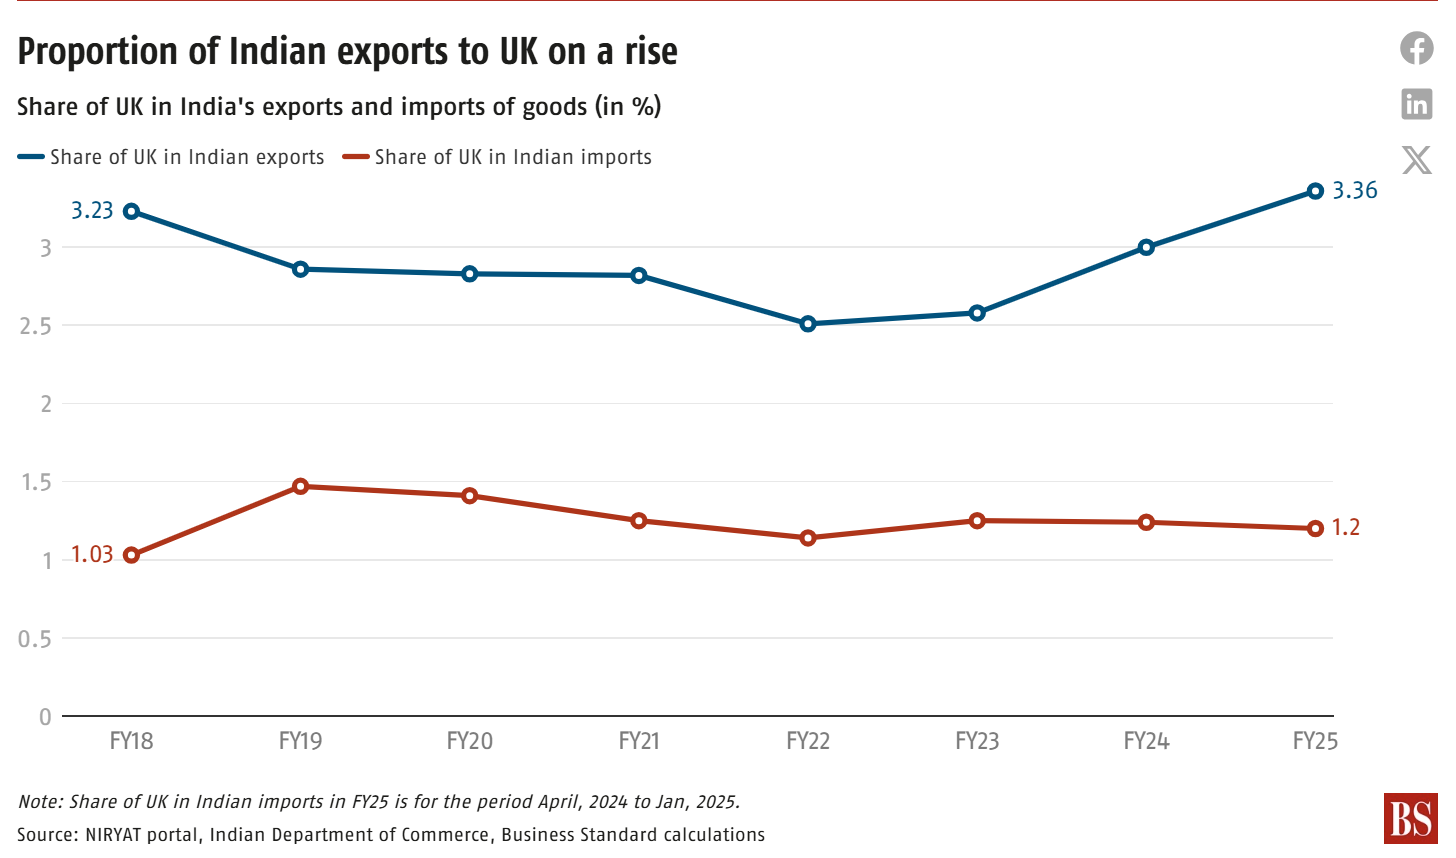 Proportion of Indian exports to UK on a rise
Share of UK in India's exports and imports of goods (in %)
Share of UK in Indian exports Share of UK in Indian imports
3.23
3.36
3
2.5
2
1.5
1.03
1.2
1
0.5
0
FY18 FY19 FY20 FY21 FY22 FY23 FY24 FY25
Note: Share of UK in Indian imports in FY25 is for the period April, 2024 to Jan, 2025.
Source: NIRYAT portal, Indian Department of Commerce, Business Standard calculations
BS